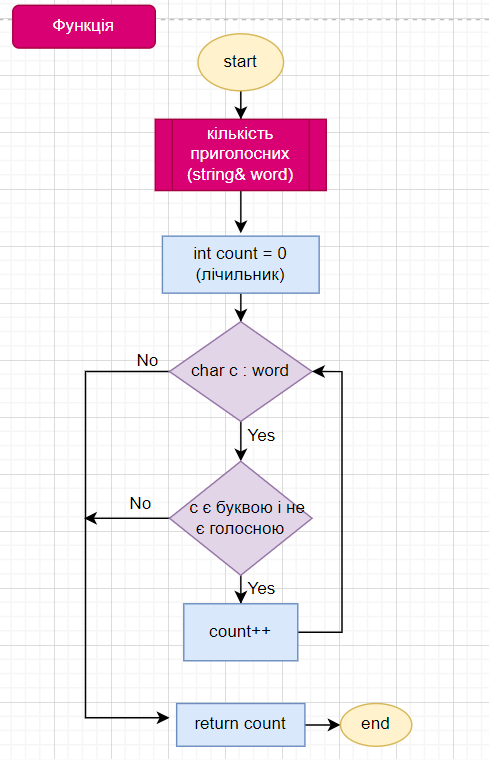 Функція
start
кількість
приголосних
(string& word)
int count = 0
(лічильник)
No
char c : word
Yes
No
с є буквою і не
є голосною
Yes
count++
return count
end